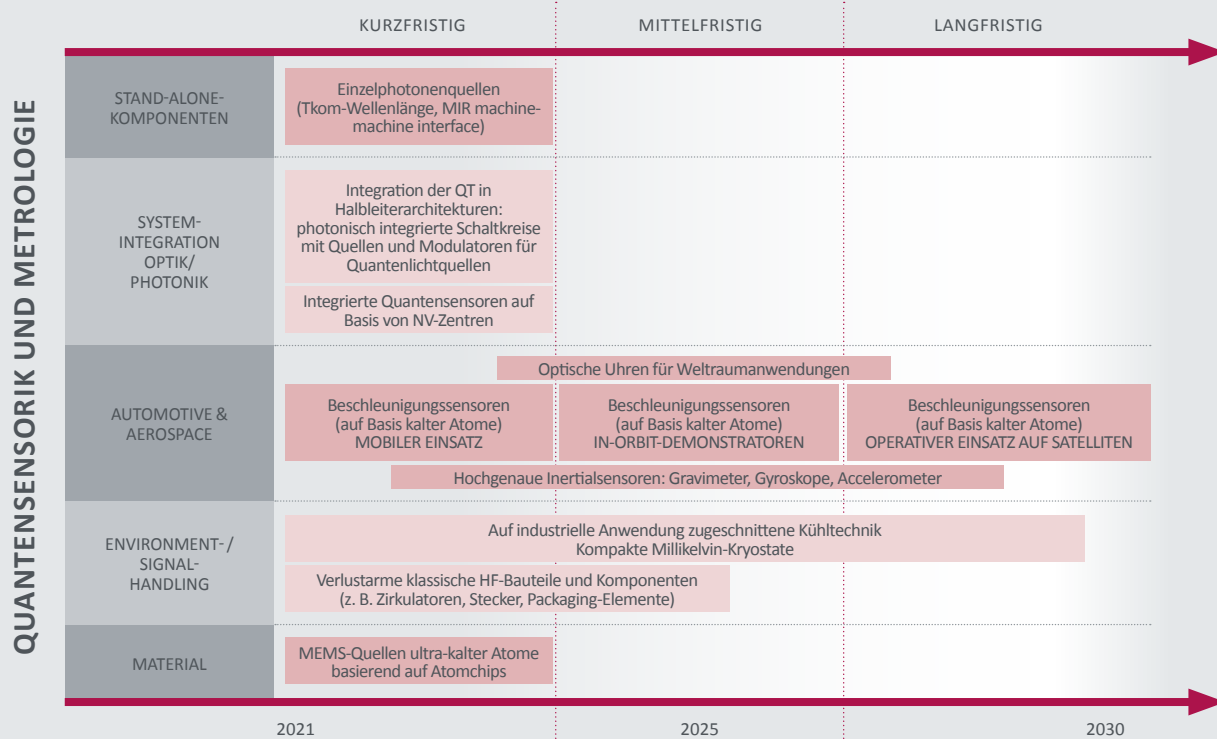 KURZFRISTIG
MITTELFRISTIG
LANGFRISTIG
QUANTENSENSORIK UND METROLOGIE
STAND-ALONE-
KOMPONENTEN
Einzelphotonenquellen
(Tkom-Wellenlänge, MIR machine-
machine interface)
SYSTEM-
INTEGRATION
OPTIK/
PHOTONIK
Integration der QT in
Halbleiterarchitekturen:
photonisch integrierte Schaltkreise
mit Quellen und Modulatoren für
Quantenlichtquellen
Integrierte Quantensensoren auf
Basis von NV-Zentren
AUTOMOTIVE &
AEROSPACE
Optische Uhren für Weltraumanwendungen
Beschleunigungssensoren
(auf Basis kalter Atome)
MOBILER EINSATZ
Beschleunigungssensoren
(auf Basis kalter Atome)
IN-ORBIT-DEMONSTRATOREN
Beschleunigungssensoren
(auf Basis kalter Atome)
OPERATIVER EINSATZ AUF SATELLITEN
Hochgenaue Inertialsensoren: Gravimeter, Gyroskope, Accelerometer
ENVIRONMENT-/
SIGNAL-
HANDLING
Auf industrielle Anwendung zugeschnittene Kühltechnik
Kompakte Millikelvin-Kryostate
Verlustarme klassische HF-Bauteile und Komponenten
(z. B. Zirkulatoren, Stecker, Packaging-Elemente)
MATERIAL
MEMS-Quellen ultra-kalter Atome
basierend auf Atomchips
2021
2025
2030